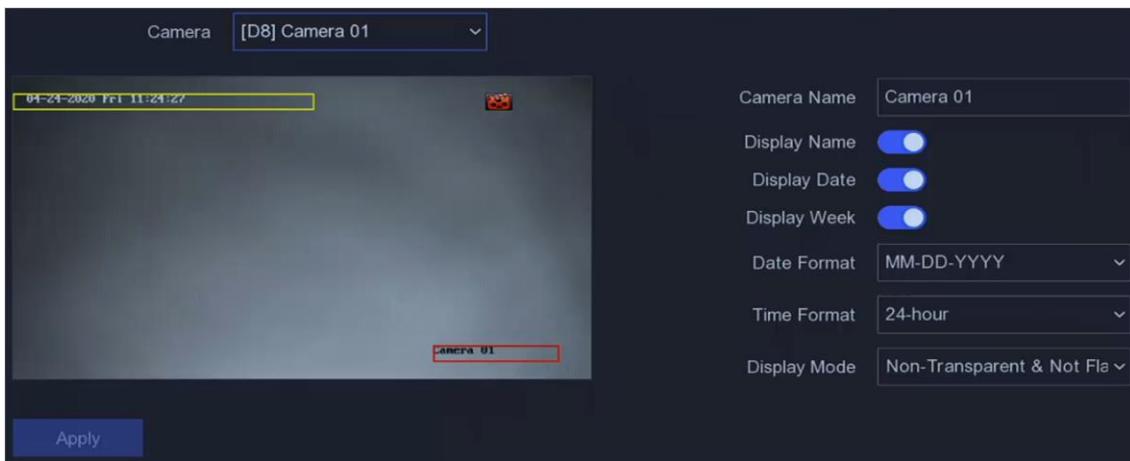 Camera [D8] Camera 01
04-24-2020 Fri 11:24:27
Camera 01
Camera Name Camera 01
Display Name
Display Date
Display Week
Date Format MM-DD-YYYY
Time Format 24-hour
Display Mode Non-Transparent & Not Fla
Apply